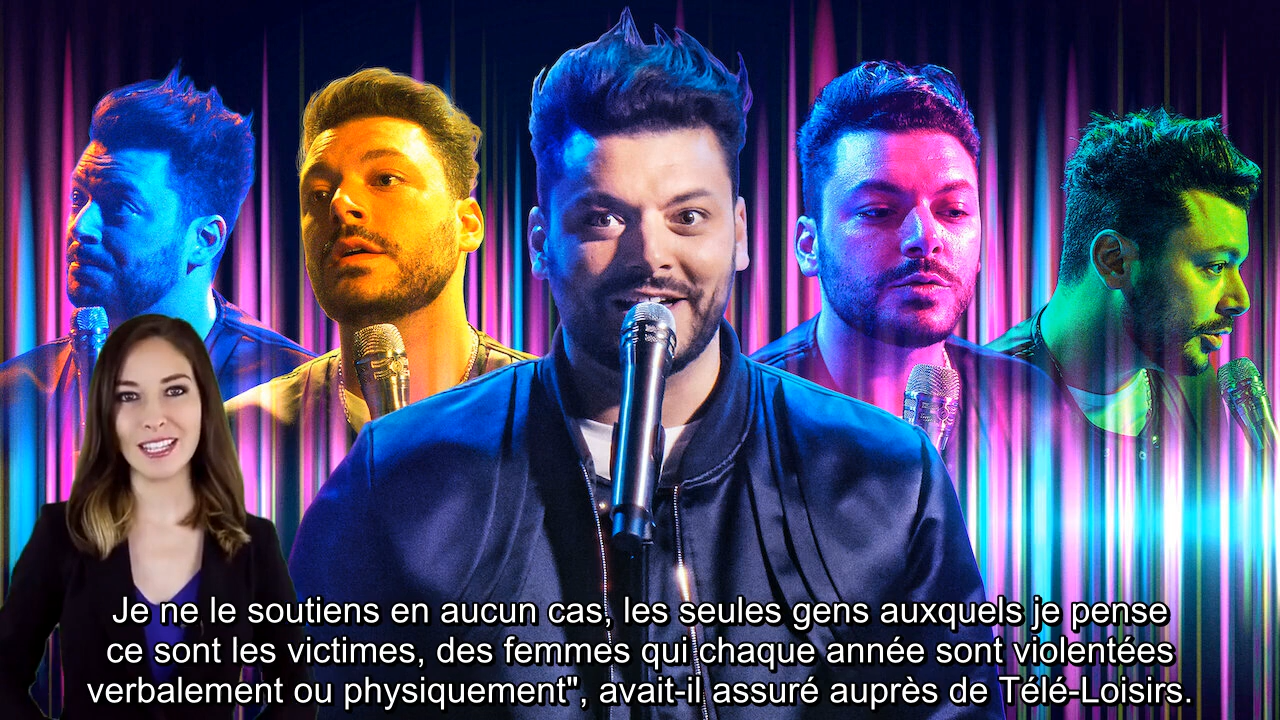 Je ne le soutiens en aucun cas, les seules gens auxquels je pense
ce sont les victimes, des femmes qui chaque année sont violentées
verbalement ou physiquement", avait-il assuré auprès de Télé-Loisirs.